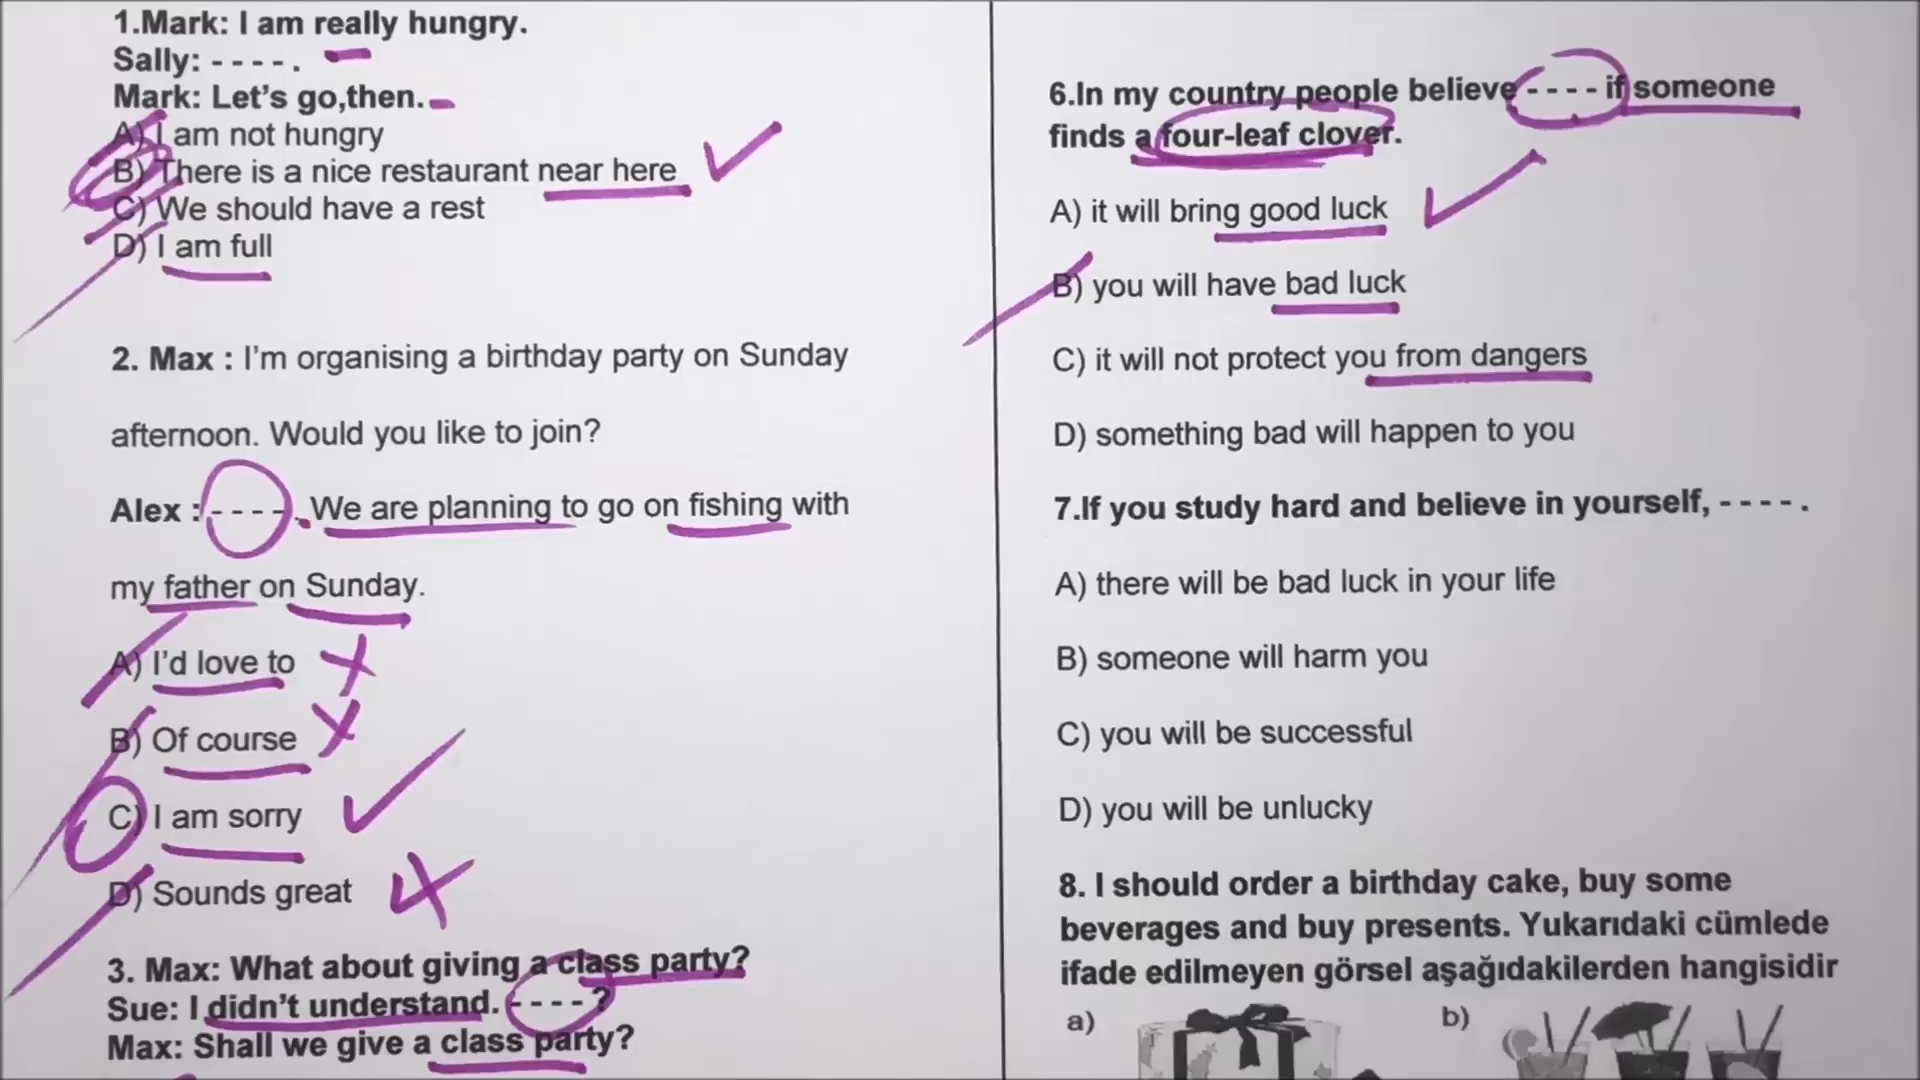 1.Mark: I am really hungry.
Sally: - - - - .
Mark: Let's go,then.
A) I am not hungry
B) There is a nice restaurant near here
C) We should have a rest
D) I am full
2. Max : I'm organising a birthday party on Sunday
afternoon. Would you like to join?
Alex : - - - - . We are planning to go on fishing with
my father on Sunday.
A) I'd love to
B) Of course
C) I am sorry
D) Sounds great
3. Max: What about giving a class party?
Sue: I didn't understand. - - - - ?
Max: Shall we give a class party?
6.In my country people believe - - - - if someone
finds a four-leaf clover.
A) it will bring good luck
B) you will have bad luck
C) it will not protect you from dangers
D) something bad will happen to you
7.If you study hard and believe in yourself, - - - - .
A) there will be bad luck in your life
B) someone will harm you
C) you will be successful
D) you will be unlucky
8. I should order a birthday cake, buy some
beverages and buy presents. Yukarıdaki cümlede
ifade edilmeyen görsel aşağıdakilerden hangisidir
a)
b)